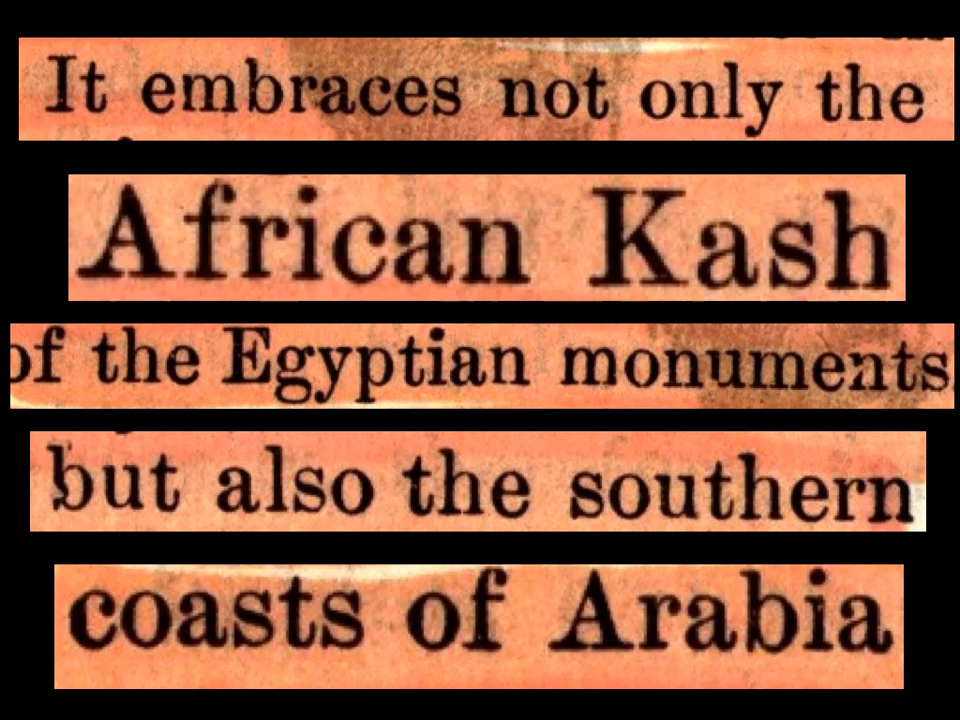 It embraces not only the
African Kash
of the Egyptian monuments
but also the southern
coasts of Arabia